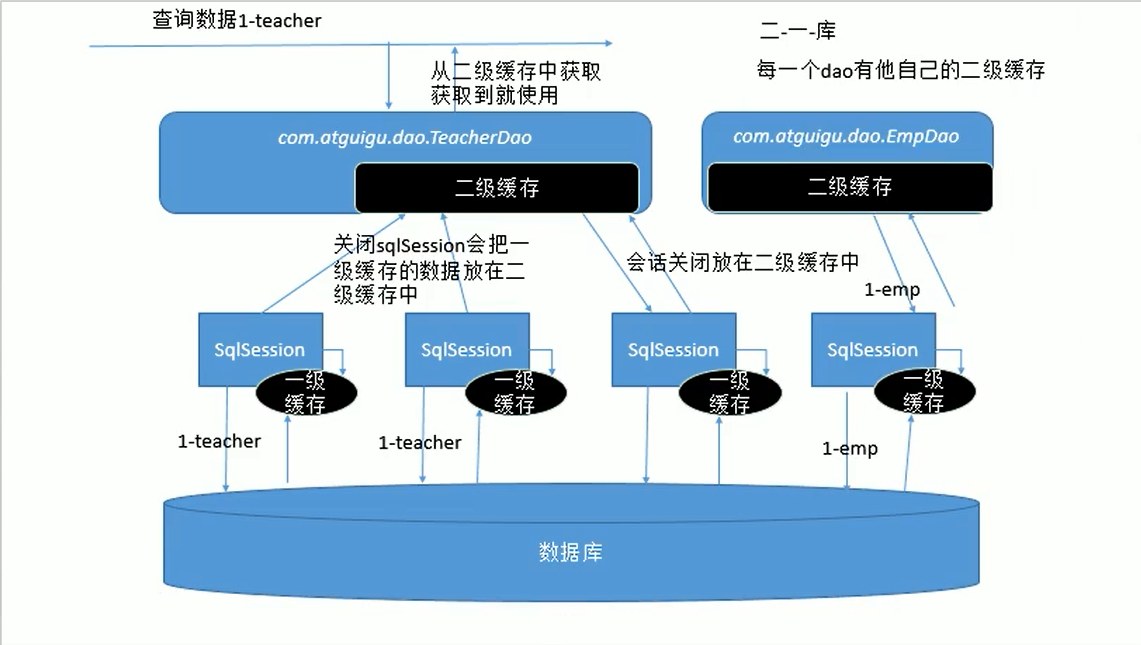 查询数据1-teacher
二-一-库
从二级缓存中获取
获取到就使用
每一个dao有他自己的二级缓存
com.atguigu.dao.TeacherDao
com.atguigu.dao.EmpDao
二级缓存
二级缓存
关闭sqlSession会把一
级缓存的数据放在二
级缓存中
会话关闭放在二级缓存中
1-emp
SqlSession
SqlSession
SqlSession
SqlSession
一级
缓存
一级
缓存
一级
缓存
一级
缓存
1-teacher
1-teacher
1-emp
数据库